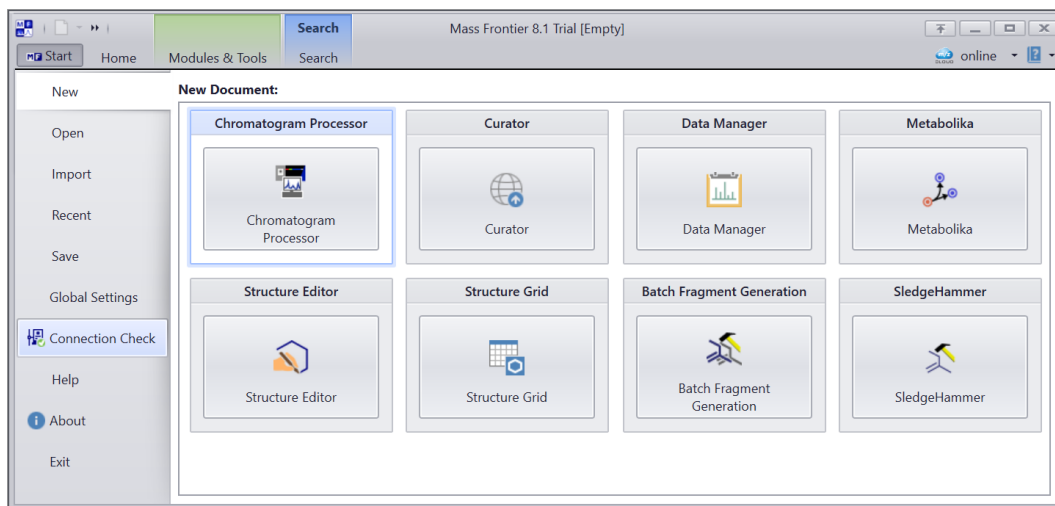 Search
Mass Frontier 8.1 Trial [Empty]
Start
Home
Modules & Tools
Search
online
New
Open
Import
Recent
Save
Global Settings
Connection Check
Help
About
Exit
New Document:
Chromatogram Processor
Chromatogram
Processor
Curator
Curator
Data Manager
Data Manager
Metabolika
Metabolika
Structure Editor
Structure Editor
Structure Grid
Structure Grid
Batch Fragment Generation
Batch Fragment
Generation
SledgeHammer
SledgeHammer